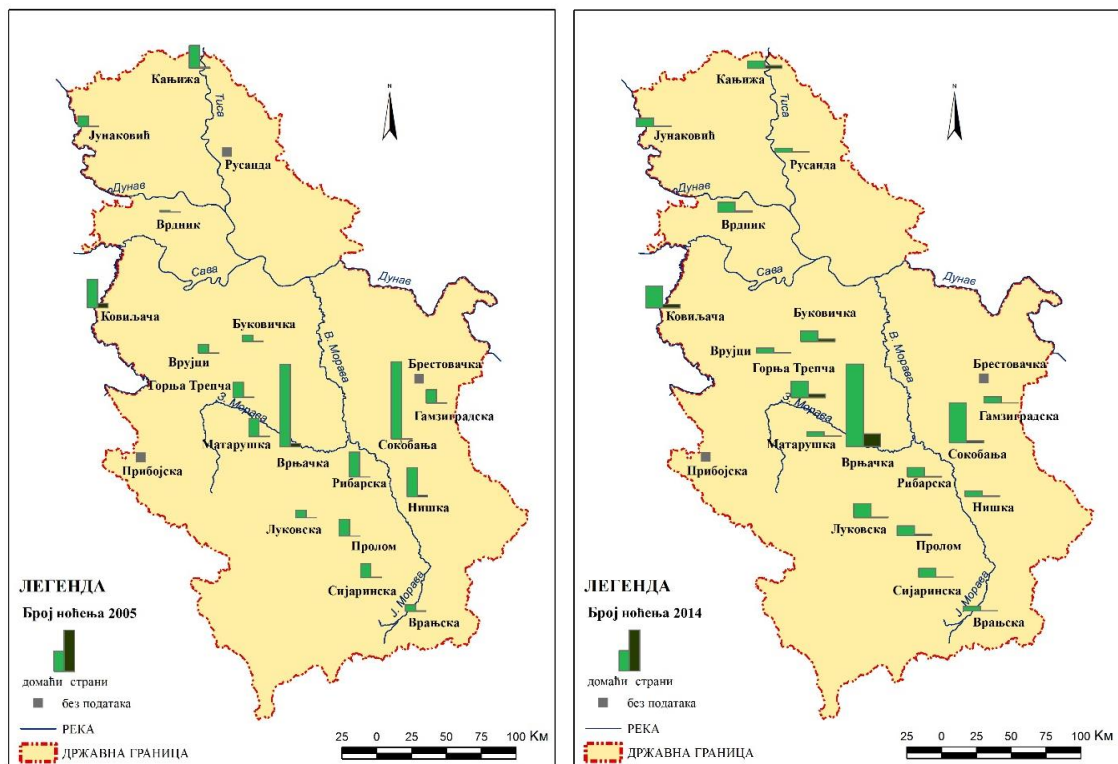 N
Кањижа
Тиса
Јунаковић
Русанда
Дунав
Врдник
Сава
Дунав
Ковиљача
Буковичка
В. Морава
Врујци
Брестовачка
Горња Трепча
Гамзиградска
З. Морава
Матарушка
Сокобања
Врњачка
Прибојска
Рибарска
Нишка
Луковска
Пролом
Сијаринска
Ј. Морава
Врањска
ЛЕГЕНДА
Број ноћења 2005
домаћи страни
без података
РЕКА
ДРЖАВНА ГРАНИЦА
25 0 25 50 75 100 Км
N
Кањижа
Тиса
Јунаковић
Русанда
Дунав
Врдник
Сава
Дунав
Ковиљача
Буковичка
В. Морава
Врујци
Брестовачка
Горња Трепча
Гамзиградска
З. Морава
Матарушка
Сокобања
Врњачка
Прибојска
Рибарска
Нишка
Луковска
Пролом
Сијаринска
Ј. Морава
Врањска
ЛЕГЕНДА
Број ноћења 2014
домаћи страни
без података
РЕКА
ДРЖАВНА ГРАНИЦА
25 0 25 50 75 100 Км